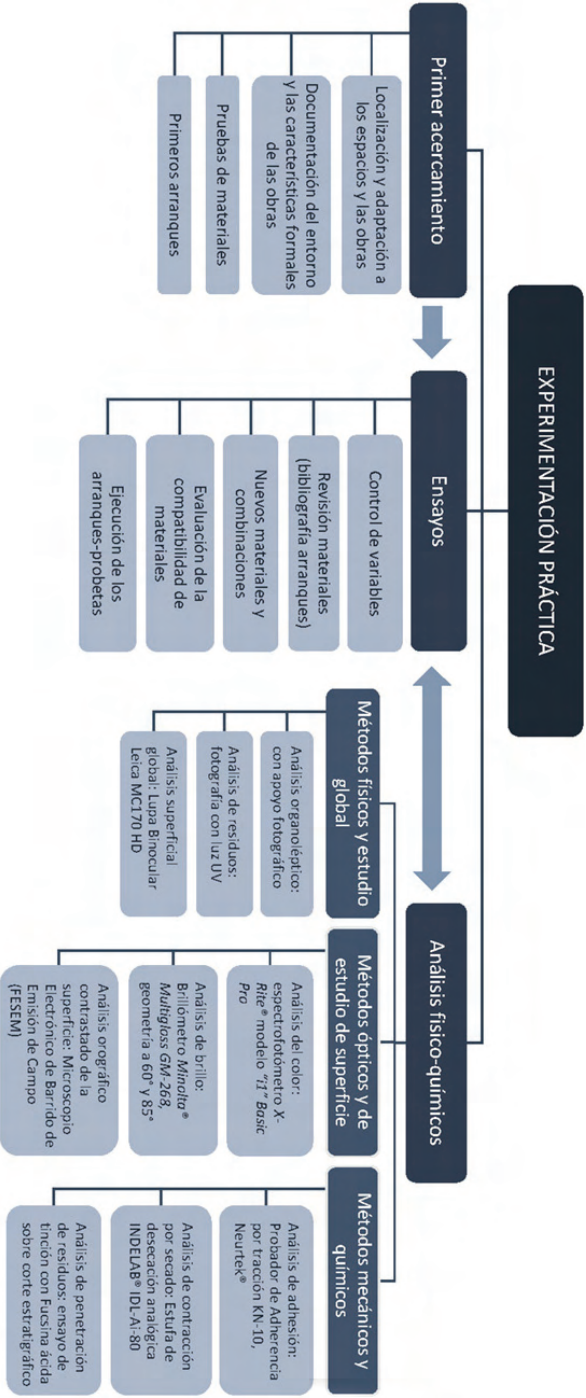 EXPERIMENTACIÓN PRÁCTICA
Primer acercamiento
Localización y adaptación a
los espacios y las obras
Documentación del entorno
y las características formales
de las obras
Pruebas de materiales
Primeros arranques
Ensayos
Control de variables
Revisión materiales
(bibliografía arranques)
Nuevos materiales y
combinaciones
Evaluación de la
compatibilidad de
materiales
Ejecución de los
arranques-probetas
Análisis físico-químicos
Métodos físicos y estudio
global
Análisis organoléptico:
con apoyo fotográfico
Análisis de residuos:
fotografía con luz UV
Análisis superficial
global: Lupa Binocular
Leica MC170 HD
Métodos ópticos y de
estudio de superficie
Análisis del color:
espectrofotómetro X-
Rite® modelo “i1” Basic
Pro
Análisis de brillo:
Brillómetro Minolta®
Multigloss GM-268,
geometría a 60° y 85°
Análisis orográfico
contrastado de la
superficie: Microscopio
Electrónico de Barrido de
Emisión de Campo
(FESEM)
Métodos mecánicos y
químicos
Análisis de adhesión:
Probador de Adherencia
por tracción KN-10,
Neurtek®
Análisis de contracción
por secado: Estufa de
desecación analógica
INDELAB® IDL-Ai-80
Análisis de penetración
de residuos: ensayo de
tinción con Fucsina ácida
sobre corte estratigráfico